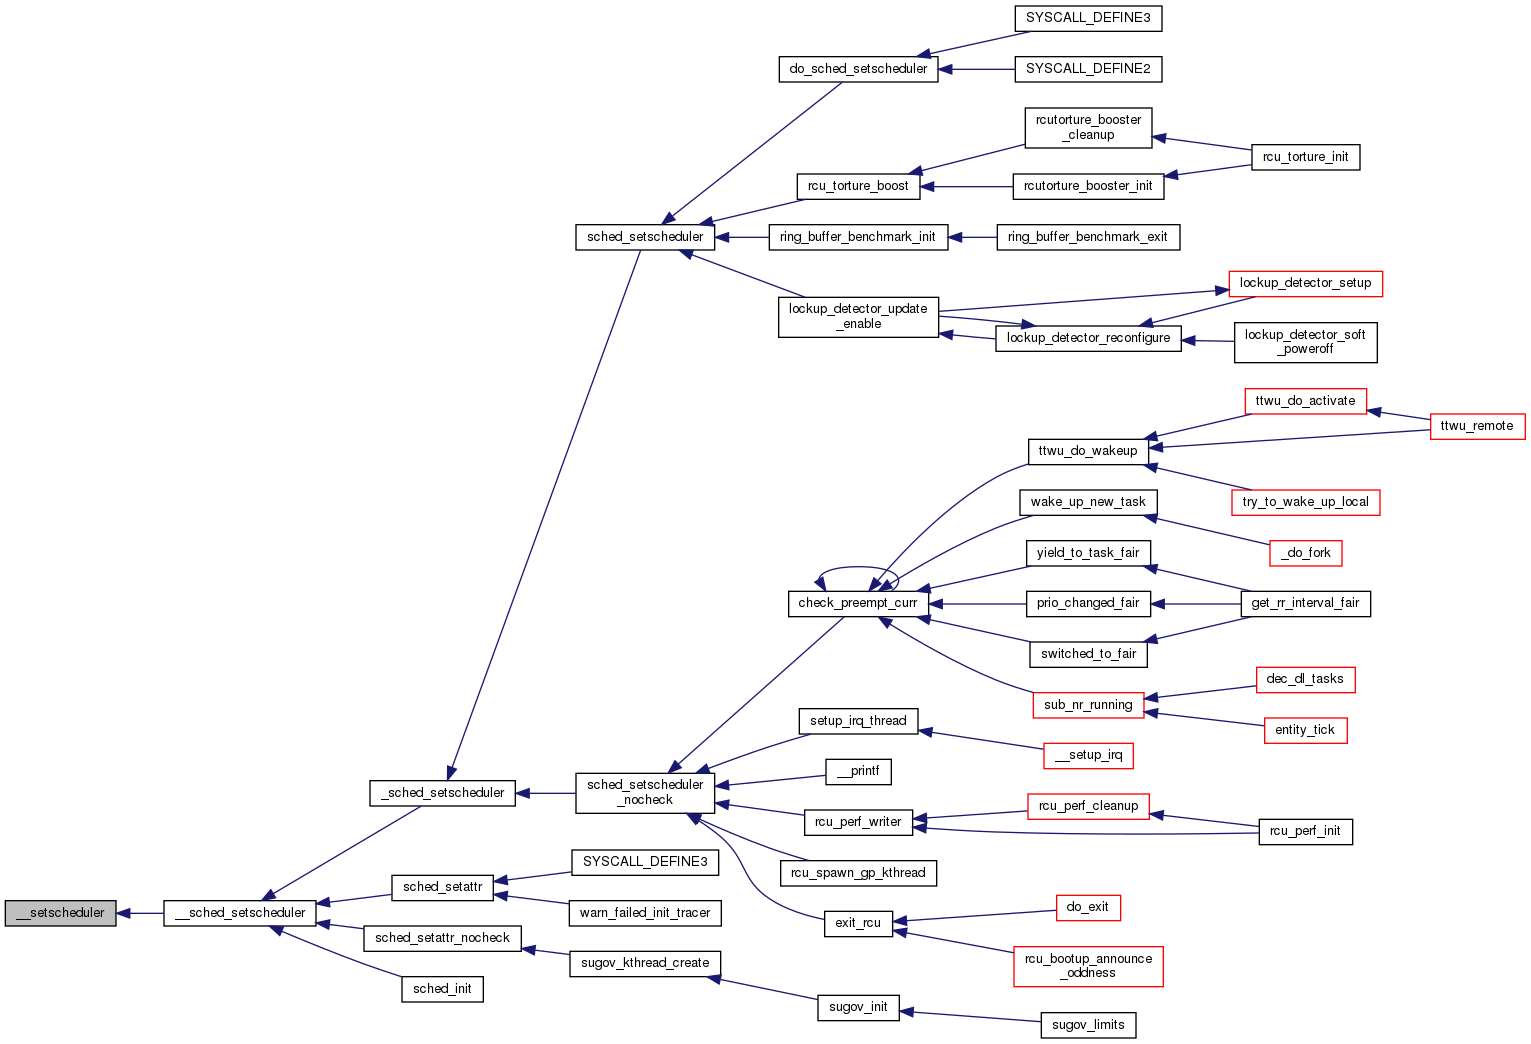 SYSCALL_DEFINE3
do_sched_setscheduler
SYSCALL_DEFINE2
rcutorture_booster
_cleanup
rcu_torture_init
rcu_torture_boost
rcutorture_booster_init
sched_setscheduler
ring_buffer_benchmark_init
ring_buffer_benchmark_exit
lockup_detector_setup
lockup_detector_update
_enable
lockup_detector_reconfigure
lockup_detector_soft
_poweroff
ttwu_do_activate
ttwu_remote
ttwu_do_wakeup
try_to_wake_up_local
wake_up_new_task
_do_fork
yield_to_task_fair
check_preempt_curr
prio_changed_fair
get_rr_interval_fair
switched_to_fair
dec_dl_tasks
sub_nr_running
entity_tick
setup_irq_thread
__setup_irq
__printf
sched_setscheduler
_nocheck
_sched_setscheduler
rcu_perf_cleanup
rcu_perf_writer
rcu_perf_init
SYSCALL_DEFINE3
rcu_spawn_gp_kthread
sched_setattr
do_exit
__setscheduler
__sched_setscheduler
warn_failed_init_tracer
exit_rcu
sched_setattr_nocheck
rcu_bootup_announce
_oddness
sugov_kthread_create
sched_init
sugov_init
sugov_limits